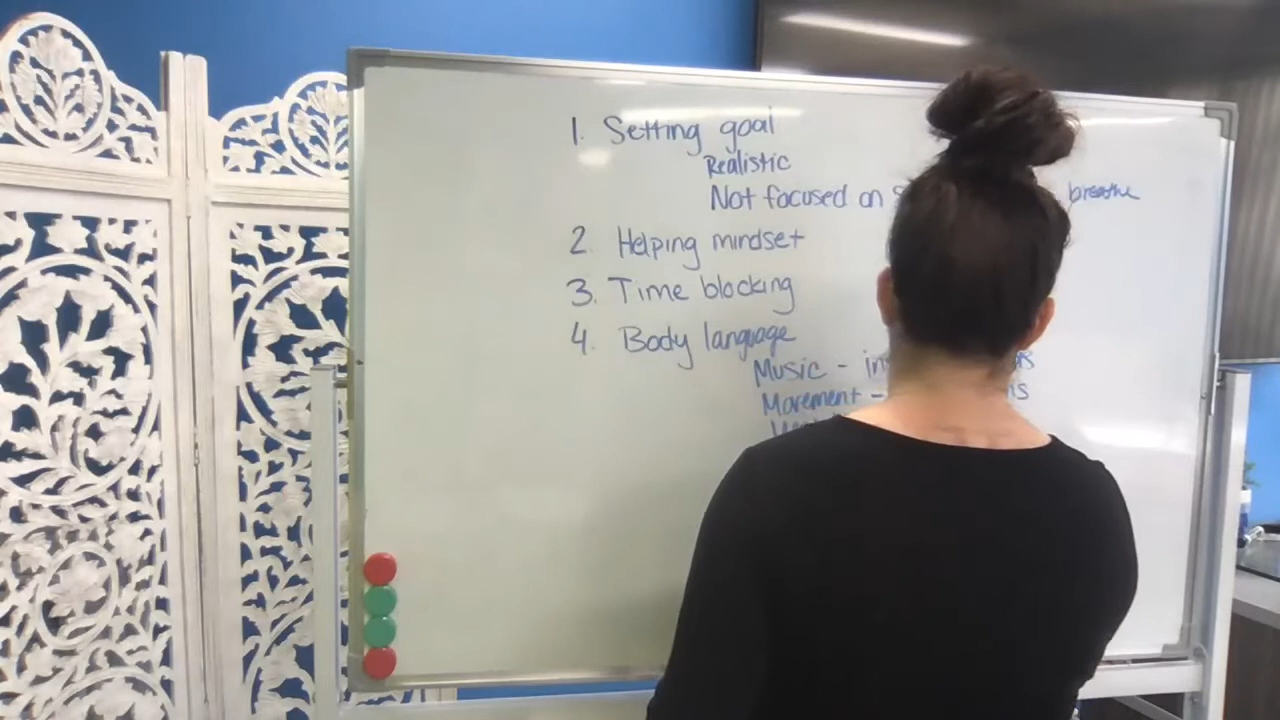 1. Setting goal
Realistic
Not focused on breathe
2. Helping mindset
3. Time blocking
4. Body language
Music -
Movement -